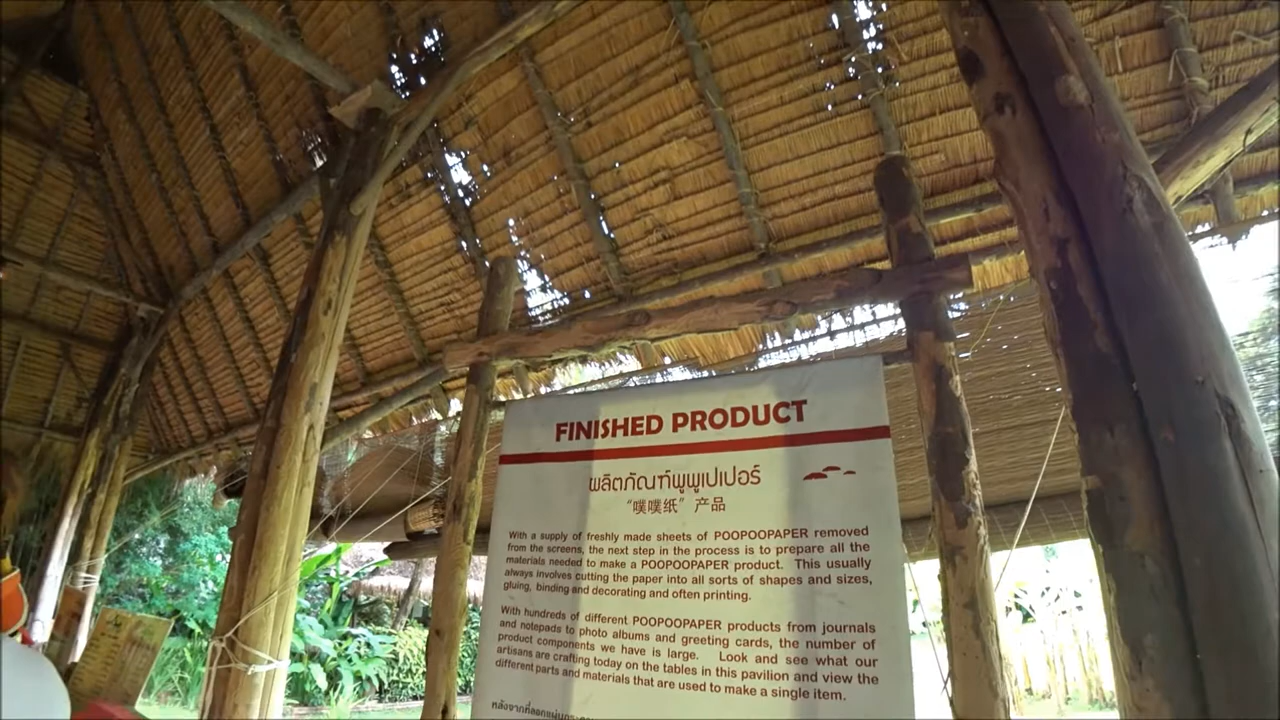 FINISHED PRODUCT
ผลิตภัณฑ์พูพูเปเปอร์
“噗噗纸” 产品
With a supply of freshly made sheets of POOPOOPAPER removed
from the screens, the next step in the process is to prepare all the
materials needed to make a POOPOOPAPER product. This usually
always involves cutting the paper into all sorts of shapes and sizes,
gluing, binding and decorating and often printing.
With hundreds of different POOPOOPAPER products from journals
and notepads to photo albums and greeting cards, the number of
product components we have is large. Look and see what our
artisans are crafting today on the tables in this pavilion and view the
different parts and materials that are used to make a single item.